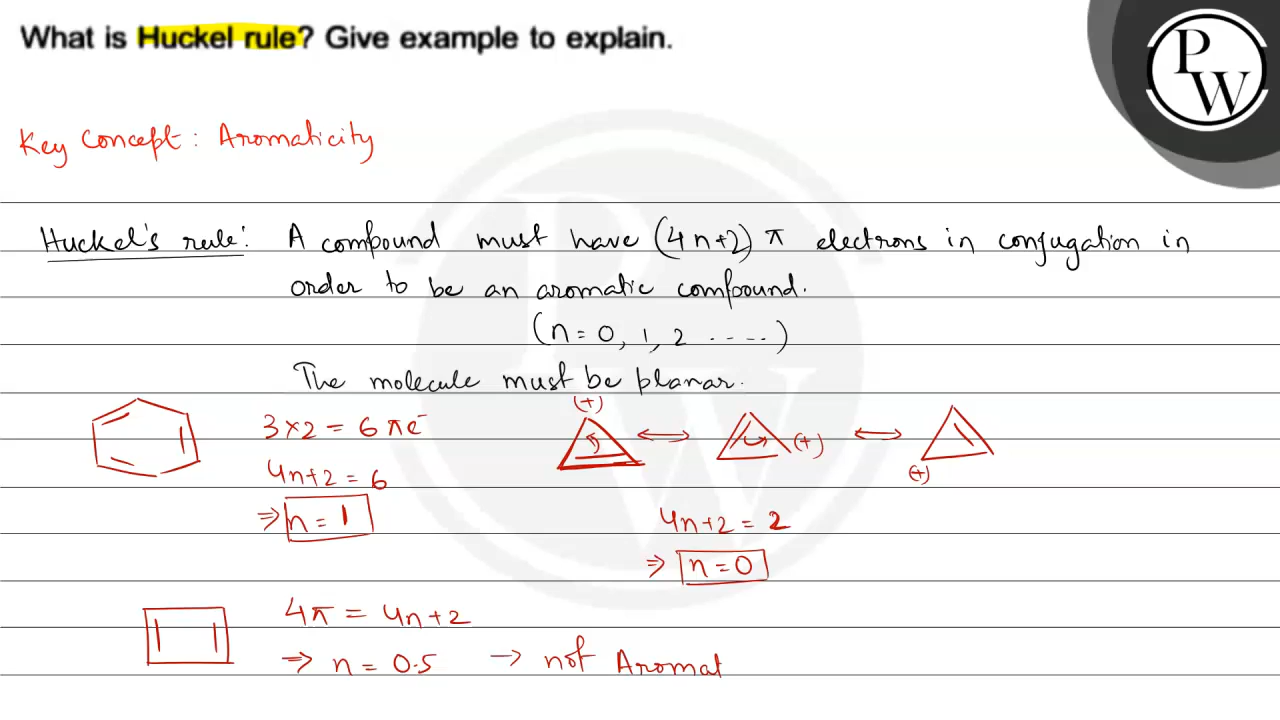 What is Huckel rule? Give example to explain.
P
W
Key Concept : Aromaticity
Huckel's rule: A compound must have (4n+2) π electrons in conjugation in
order to be an aromatic compound.
(n = 0, 1, 2 .....)
The molecule must be planar.
3 x 2 = 6 πe⁻
4n+2 = 6
⇒ n = 1
(+)
⟷
(+)
⟷
(+)
4n+2 = 2
⇒ n = 0
4π = 4n+2
⇒ n = 0.5 → not Aromat